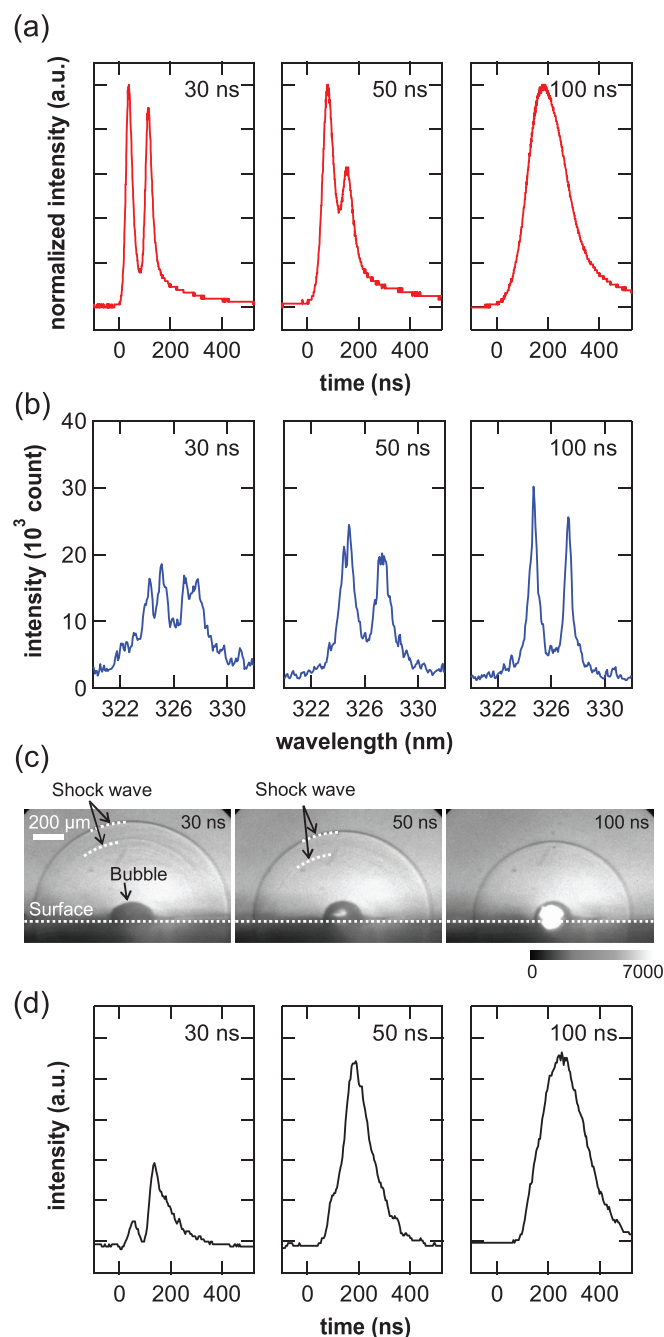 (a)
30 ns
50 ns
100 ns
normalized intensity (a.u.)
0 200 400
0 200 400
0 200 400
time (ns)
(b)
40
30
20
10
0
30 ns
50 ns
100 ns
intensity (10³ count)
322 326 330
322 326 330
322 326 330
wavelength (nm)
(c)
Shock wave
Shock wave
200 µm
30 ns
50 ns
100 ns
Bubble
Surface
0 7000
(d)
30 ns
50 ns
100 ns
intensity (a.u.)
0 200 400
0 200 400
0 200 400
time (ns)